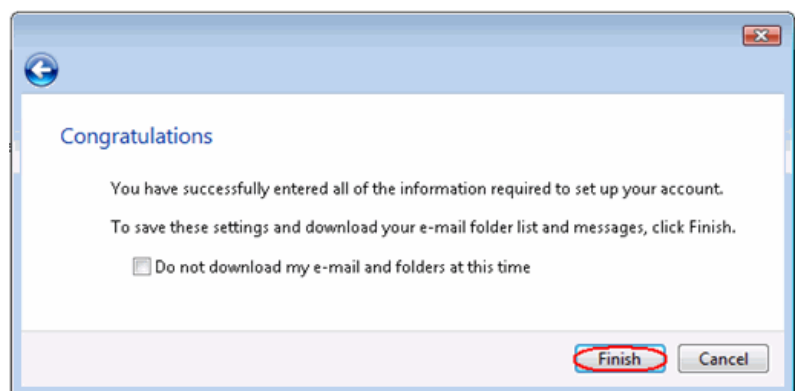 Congratulations
You have successfully entered all of the information required to set up your account.
To save these settings and download your e-mail folder list and messages, click Finish.
Do not download my e-mail and folders at this time
Finish
Cancel